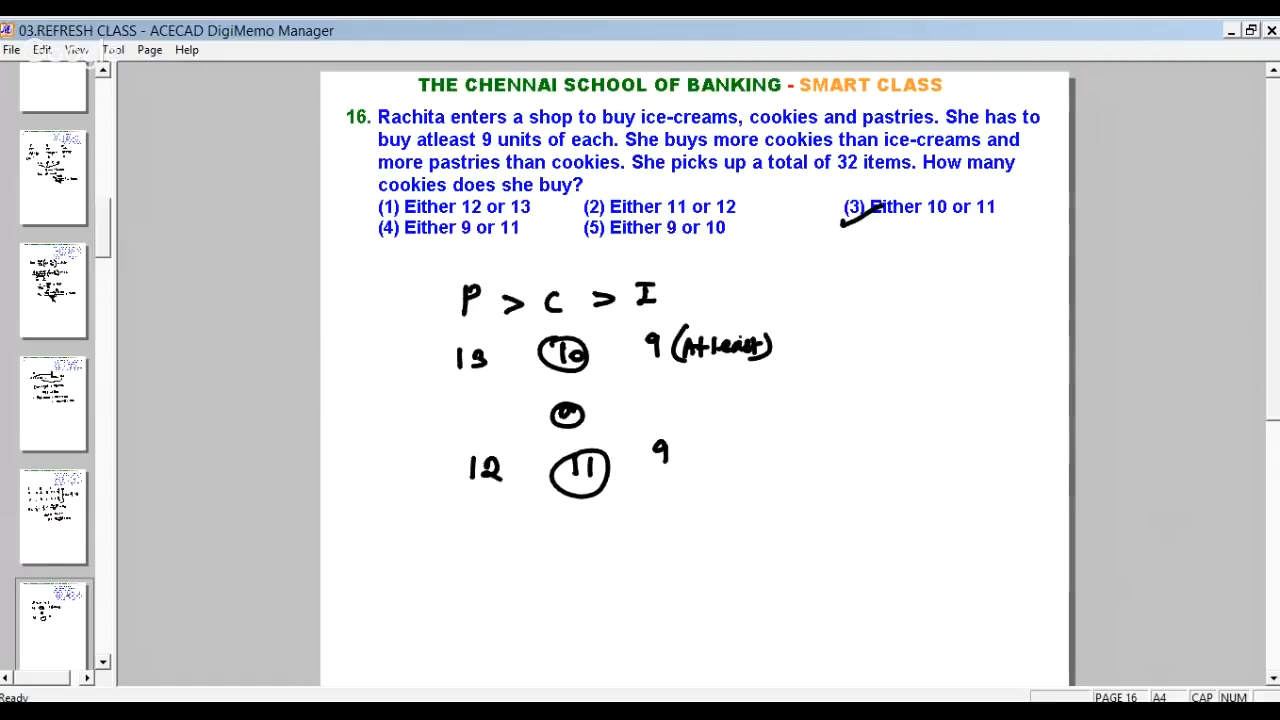 03.REFRESH CLASS - ACECAD DigiMemo Manager
File Edit View Tool Page Help
THE CHENNAI SCHOOL OF BANKING - SMART CLASS
16. Rachita enters a shop to buy ice-creams, cookies and pastries. She has to
buy atleast 9 units of each. She buys more cookies than ice-creams and
more pastries than cookies. She picks up a total of 32 items. How many
cookies does she buy?
(1) Either 12 or 13 (2) Either 11 or 12 (3) Either 10 or 11
(4) Either 9 or 11 (5) Either 9 or 10
P > C > I
13 10 9 (At least)
12 11 9
Ready PAGE 16 A4 CAP NUM